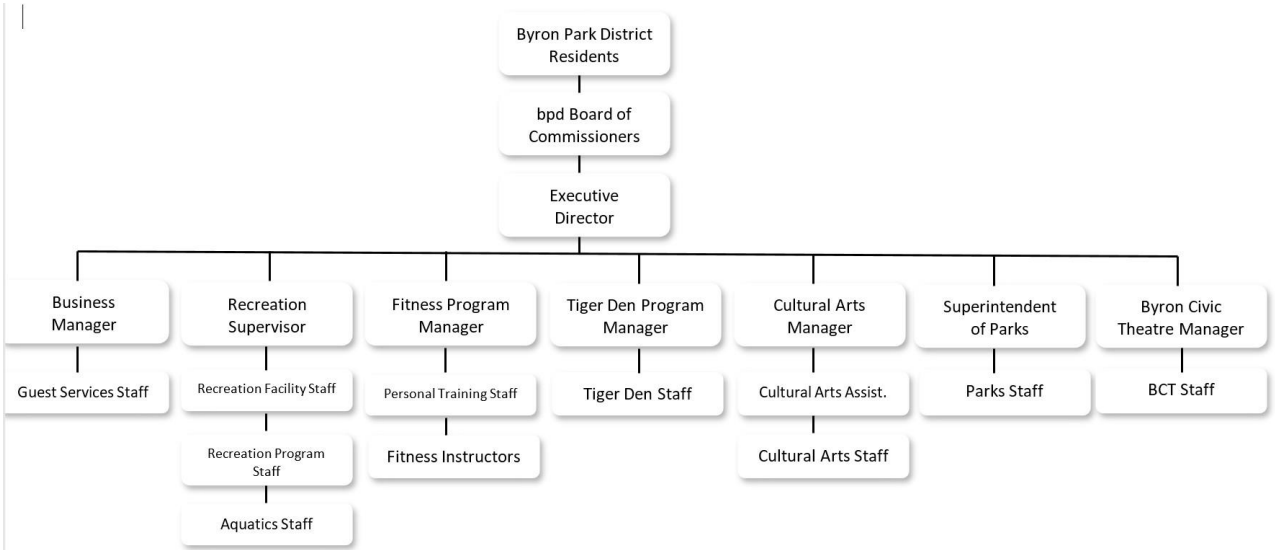 Byron Park District
Residents
bpd Board of
Commissioners
Executive
Director
Business
Manager
Recreation
Supervisor
Fitness Program
Manager
Tiger Den Program
Manager
Cultural Arts
Manager
Superintendent
of Parks
Byron Civic
Theatre Manager
Guest Services Staff
Recreation Facility Staff
Personal Training Staff
Tiger Den Staff
Cultural Arts Assist.
Parks Staff
BCT Staff
Recreation Program
Staff
Fitness Instructors
Cultural Arts Staff
Aquatics Staff